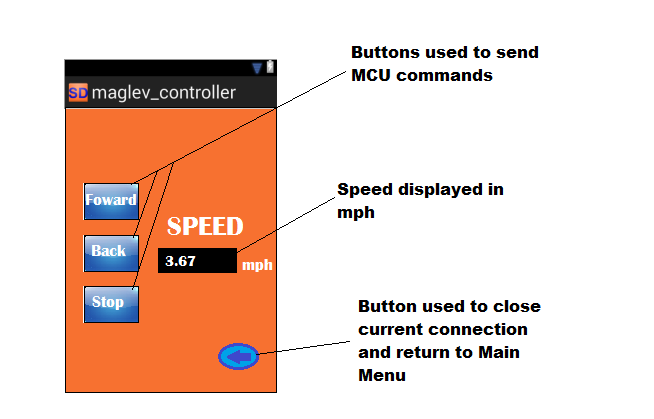 Buttons used to send
MCU commands
SD maglev_controller
Foward
Speed displayed in
mph
SPEED
Back
3.67
mph
Stop
Button used to close
current connection
and return to Main
Menu